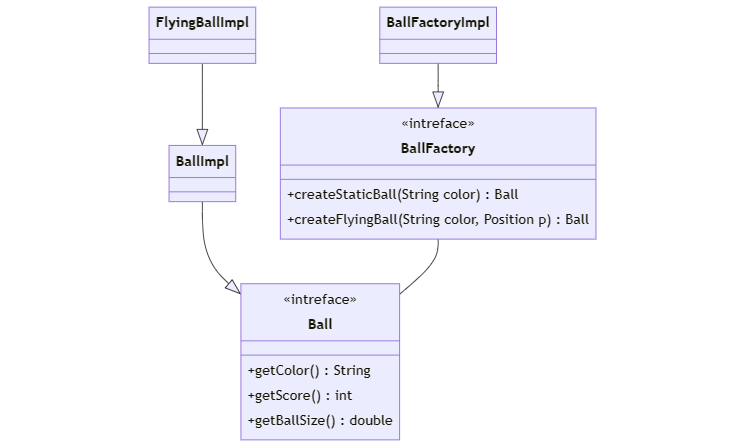 FlyingBallImpl
BallFactoryImpl
«intreface»
BallFactory
+createStaticBall(String color) : Ball
+createFlyingBall(String color, Position p) : Ball
BallImpl
«intreface»
Ball
+getColor() : String
+getScore() : int
+getBallSize() : double